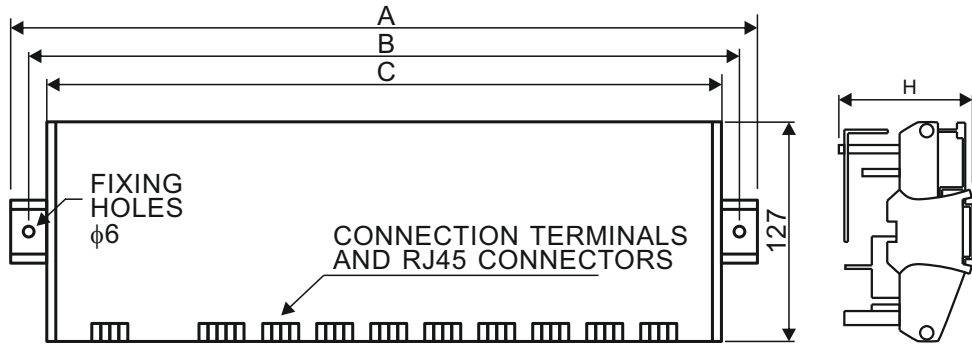 A
B
C
H
FIXING
HOLES
ϕ6
CONNECTION TERMINALS
AND RJ45 CONNECTORS
127